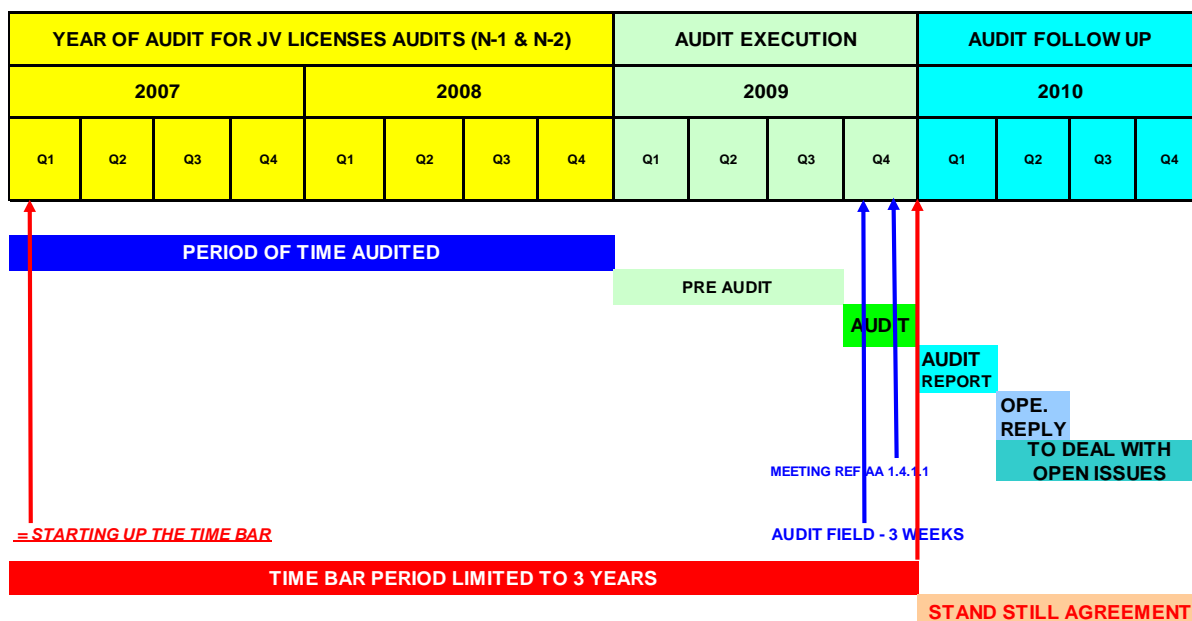 YEAR OF AUDIT FOR JV LICENSES AUDITS (N-1 & N-2) AUDIT EXECUTION AUDIT FOLLOW UP
2007 2008 2009 2010
Q1 Q2 Q3 Q4 Q1 Q2 Q3 Q4 Q1 Q2 Q3 Q4 Q1 Q2 Q3 Q4
PERIOD OF TIME AUDITED
PRE AUDIT
AUDIT
AUDIT
REPORT
OPE.
REPLY
TO DEAL WITH
OPEN ISSUES
MEETING REF AA 1.4.1.1
= STARTING UP THE TIME BAR
AUDIT FIELD - 3 WEEKS
TIME BAR PERIOD LIMITED TO 3 YEARS
STAND STILL AGREEMENT